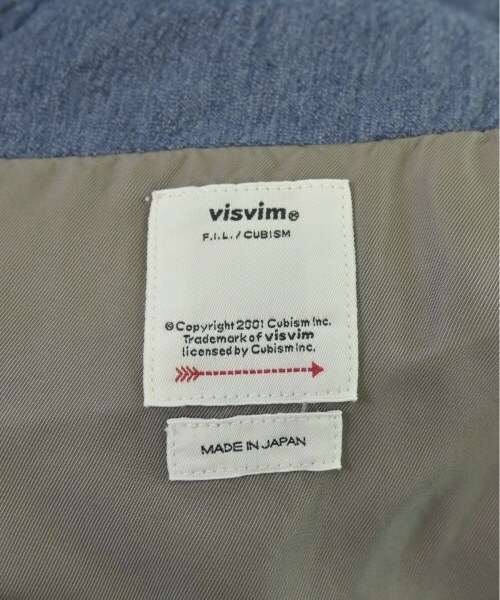 visvim®
F.I.L. / CUBISM
©Copyright 2001 Cubism Inc.
Trademark of visvim
licensed by Cubism Inc.
MADE IN JAPAN